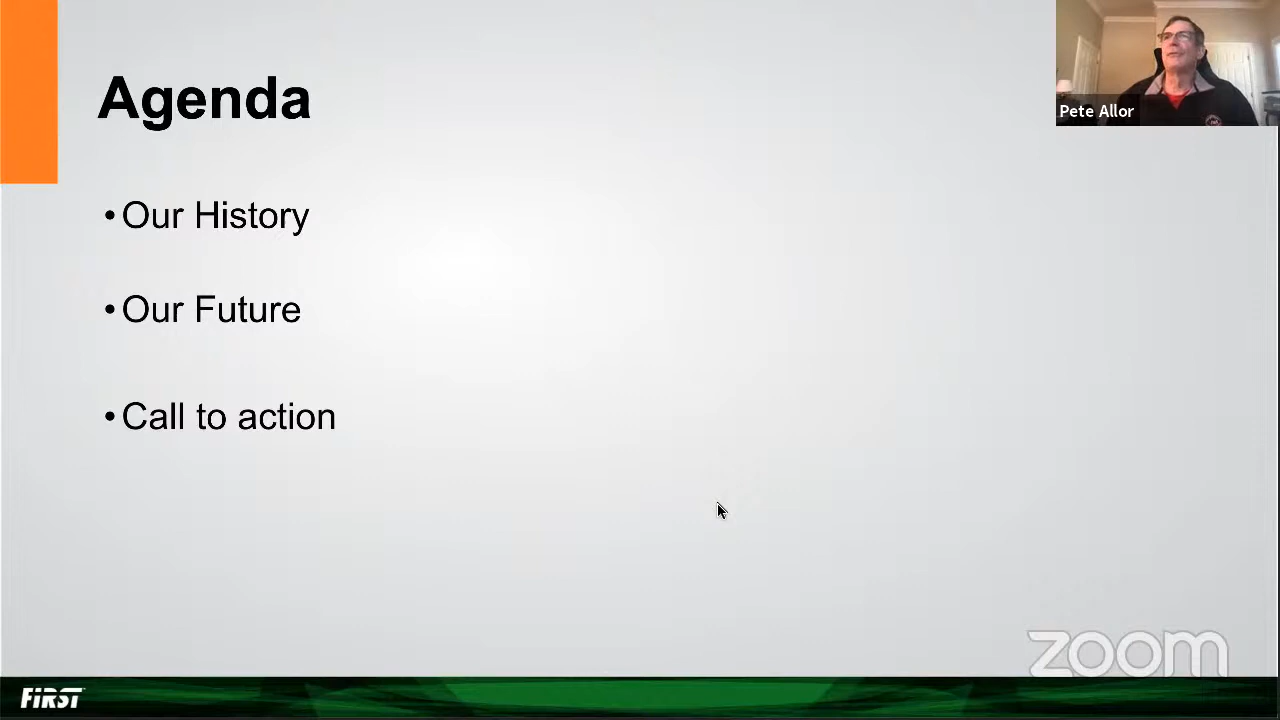 Agenda
Pete Allor
•Our History
•Our Future
•Call to action
zoom
FIRST